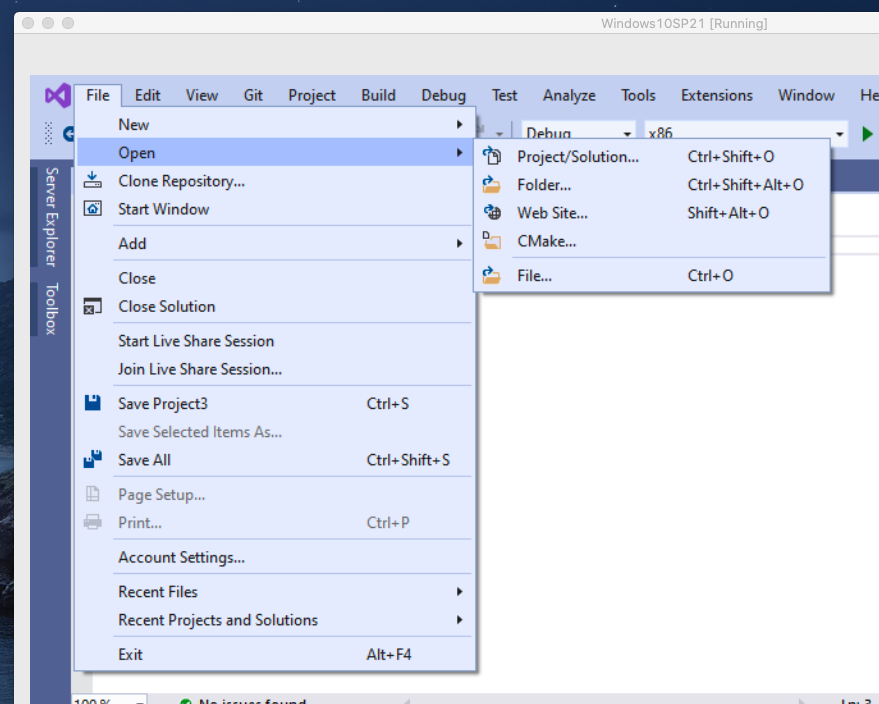 Windows10SP21 [Running]
File Edit View Git Project Build Debug Test Analyze Tools Extensions Window
Debug x86
New
Open
Clone Repository...
Start Window
Add
Close
Close Solution
Start Live Share Session
Join Live Share Session...
Save Project3 Ctrl+S
Save Selected Items As...
Save All Ctrl+Shift+S
Page Setup...
Print... Ctrl+P
Account Settings...
Recent Files
Recent Projects and Solutions
Exit Alt+F4
Project/Solution... Ctrl+Shift+O
Folder... Ctrl+Shift+Alt+O
Web Site... Shift+Alt+O
CMake...
File... Ctrl+O
Server Explorer
Toolbox
100 % No issues found